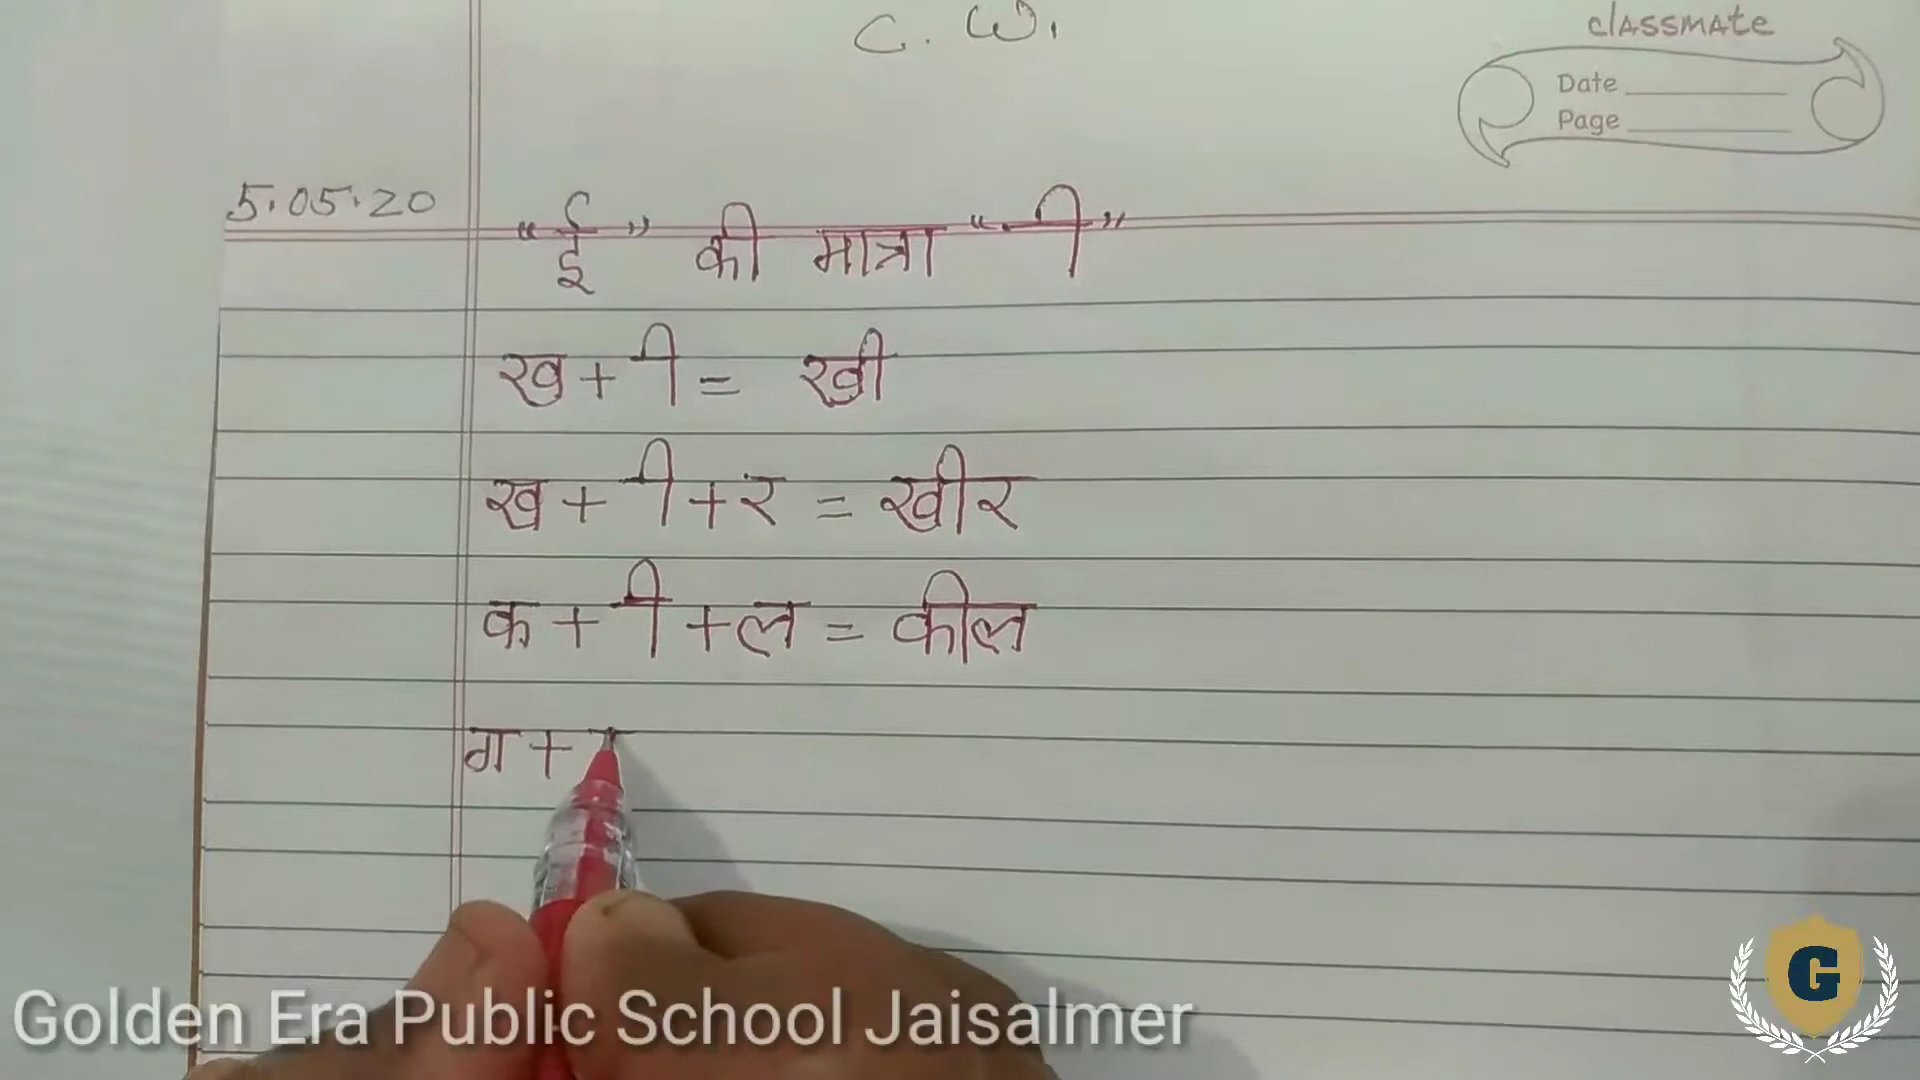 C. W.
classmate
Date
Page
5.05.20
"ई" की मात्रा "ी"
ख + ी = खी
ख + ी + र = खीर
क + ी + ल = कील
ग +
Golden Era Public School Jaisalmer
G